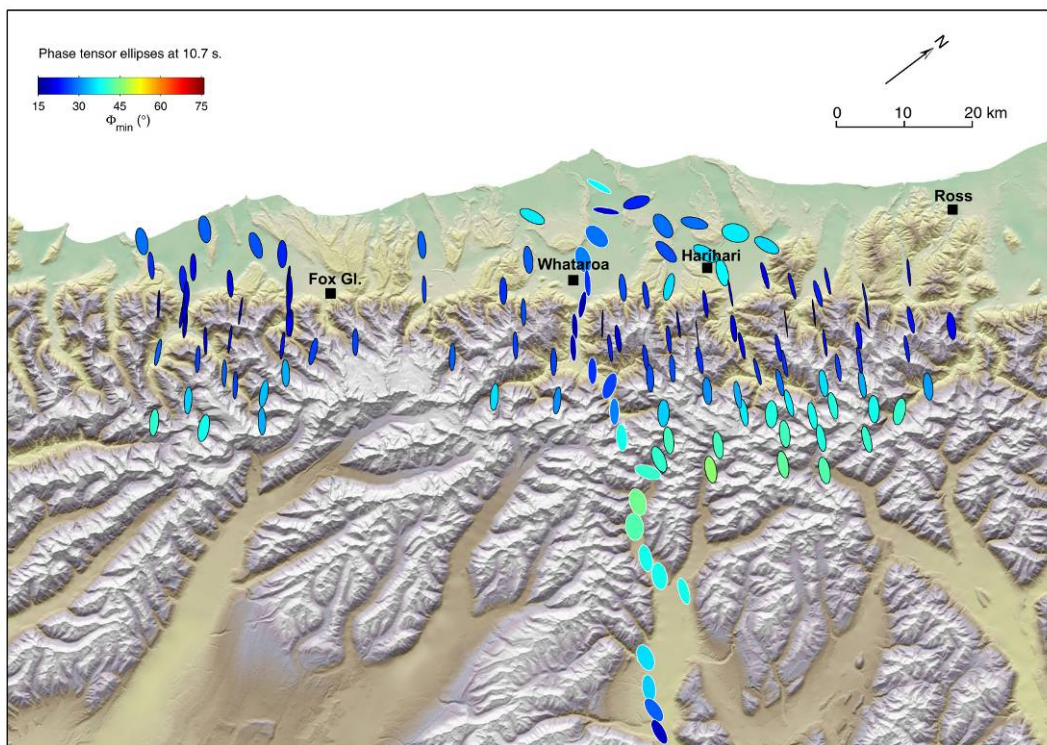 Phase tensor ellipses at 10.7 s.
15 30 45 60 75
Φmin (°)
N
0 10 20 km
Ross
Harihari
Whataroa
Fox Gl.